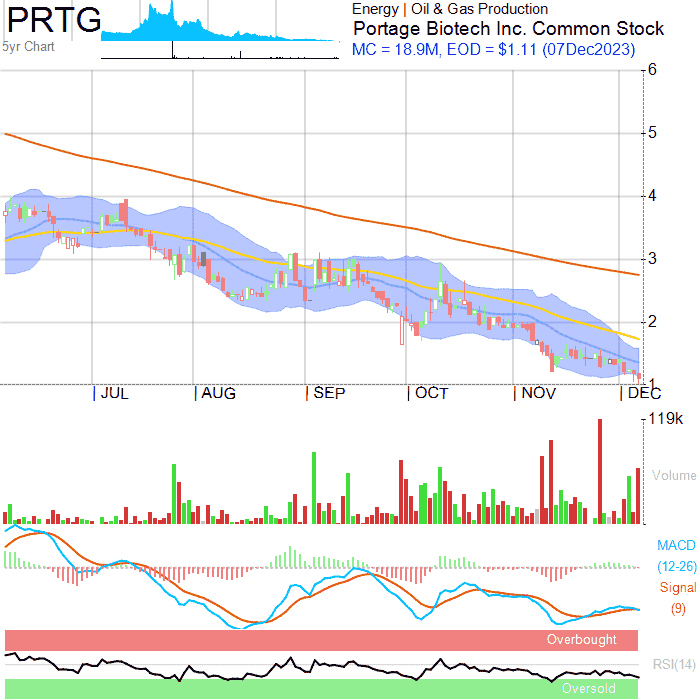 PRTG
5yr Chart
Energy | Oil & Gas Production
Portage Biotech Inc. Common Stock
MC = 18.9M, EOD = $1.11 (07Dec2023)
6
5
4
3
2
1
JUL AUG SEP OCT NOV DEC
119k
Volume
MACD
(12-26)
Signal
(9)
Overbought
RSI(14)
Oversold